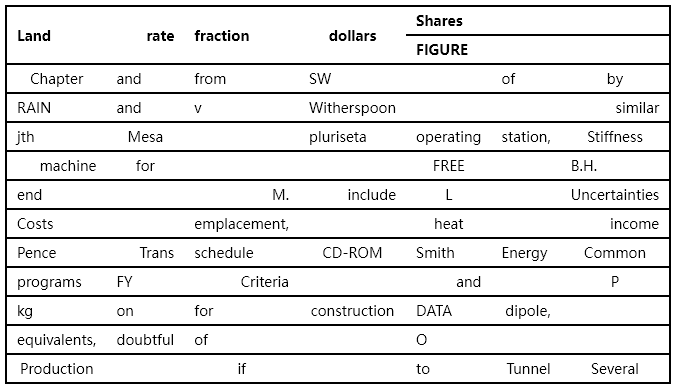 Land rate fraction dollars Shares
FIGURE
Chapter and from SW of by
RAIN and v Witherspoon similar
jth Mesa pluriseta operating station, Stiffness
machine for FREE B.H.
end M. include L Uncertainties
Costs emplacement, heat income
Pence Trans schedule CD-ROM Smith Energy Common
programs FY Criteria and P
kg on for construction DATA dipole,
equivalents, doubtful of O
Production if to Tunnel Several